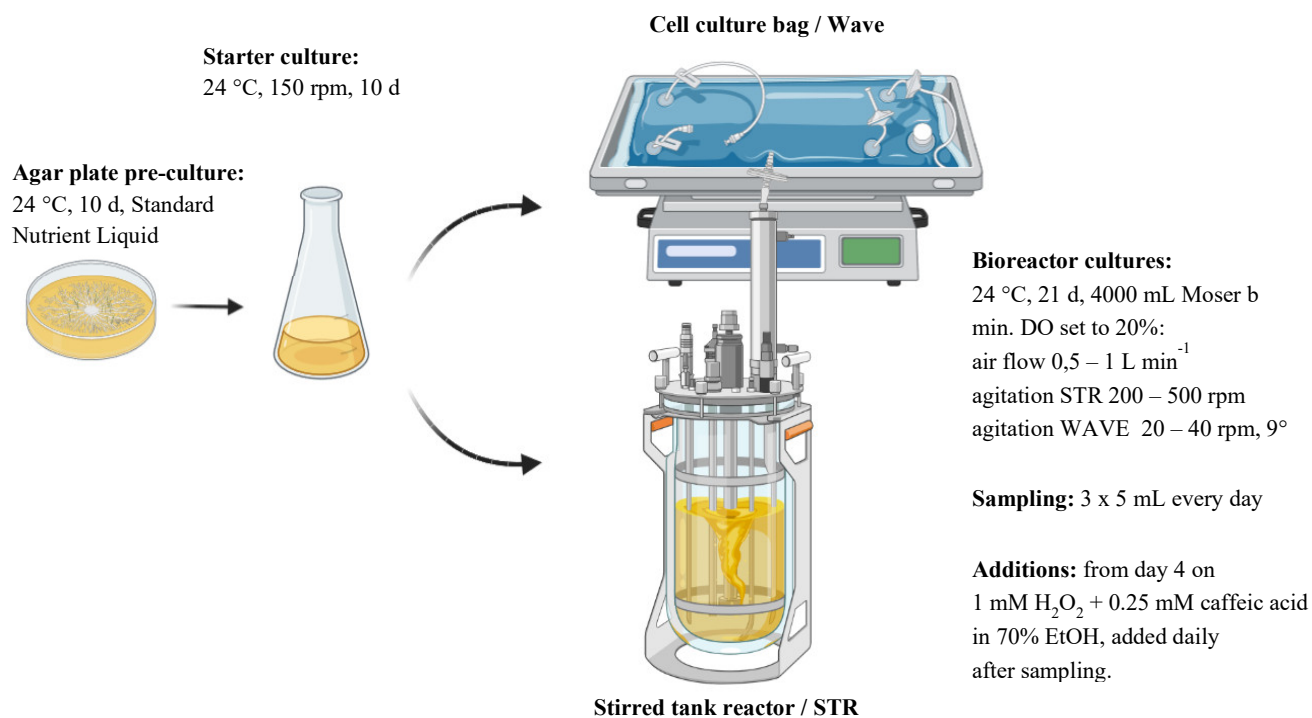 Cell culture bag / Wave
Starter culture:
24 °C, 150 rpm, 10 d
Agar plate pre-culture:
24 °C, 10 d, Standard
Nutrient Liquid
Bioreactor cultures:
24 °C, 21 d, 4000 mL Moser b
min. DO set to 20%:
air flow 0,5 – 1 L min⁻¹
agitation STR 200 – 500 rpm
agitation WAVE  20 – 40 rpm, 9°
Sampling: 3 x 5 mL every day
Additions: from day 4 on
1 mM H₂O₂ + 0.25 mM caffeic acid
in 70% EtOH, added daily
after sampling.
Stirred tank reactor / STR